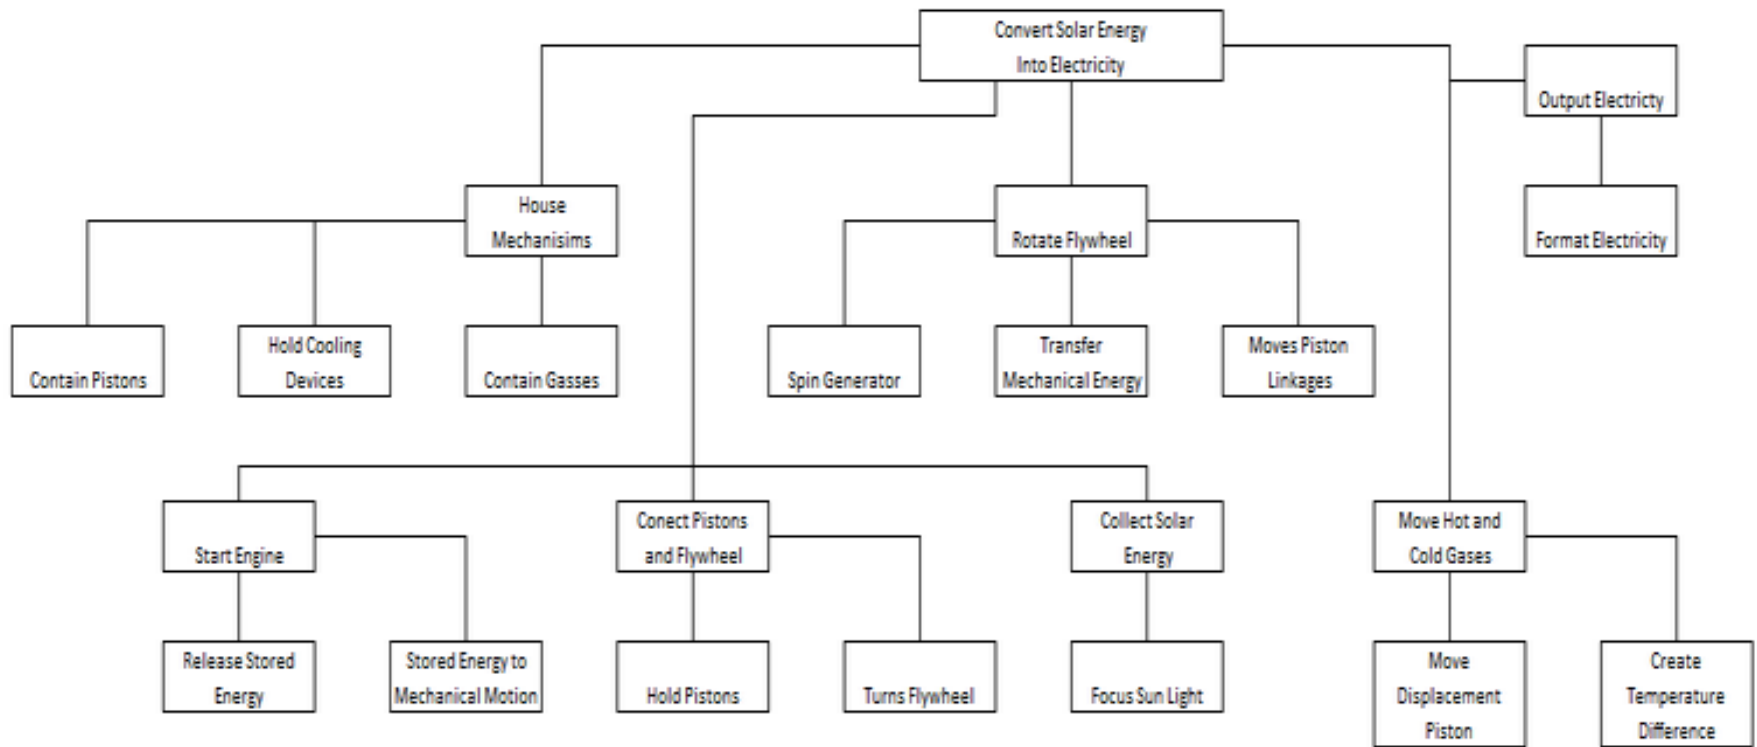 Convert Solar Energy
Into Electricity
Output Electricty
House
Mechanisims
Rotate Flywheel
Format Electricity
Contain Pistons
Hold Cooling
Devices
Contain Gasses
Spin Generator
Transfer
Mechanical Energy
Moves Piston
Linkages
Start Engine
Conect Pistons
and Flywheel
Collect Solar
Energy
Move Hot and
Cold Gases
Release Stored
Energy
Stored Energy to
Mechanical Motion
Hold Pistons
Turns Flywheel
Focus Sun Light
Move
Displacement
Piston
Create
Temperature
Difference